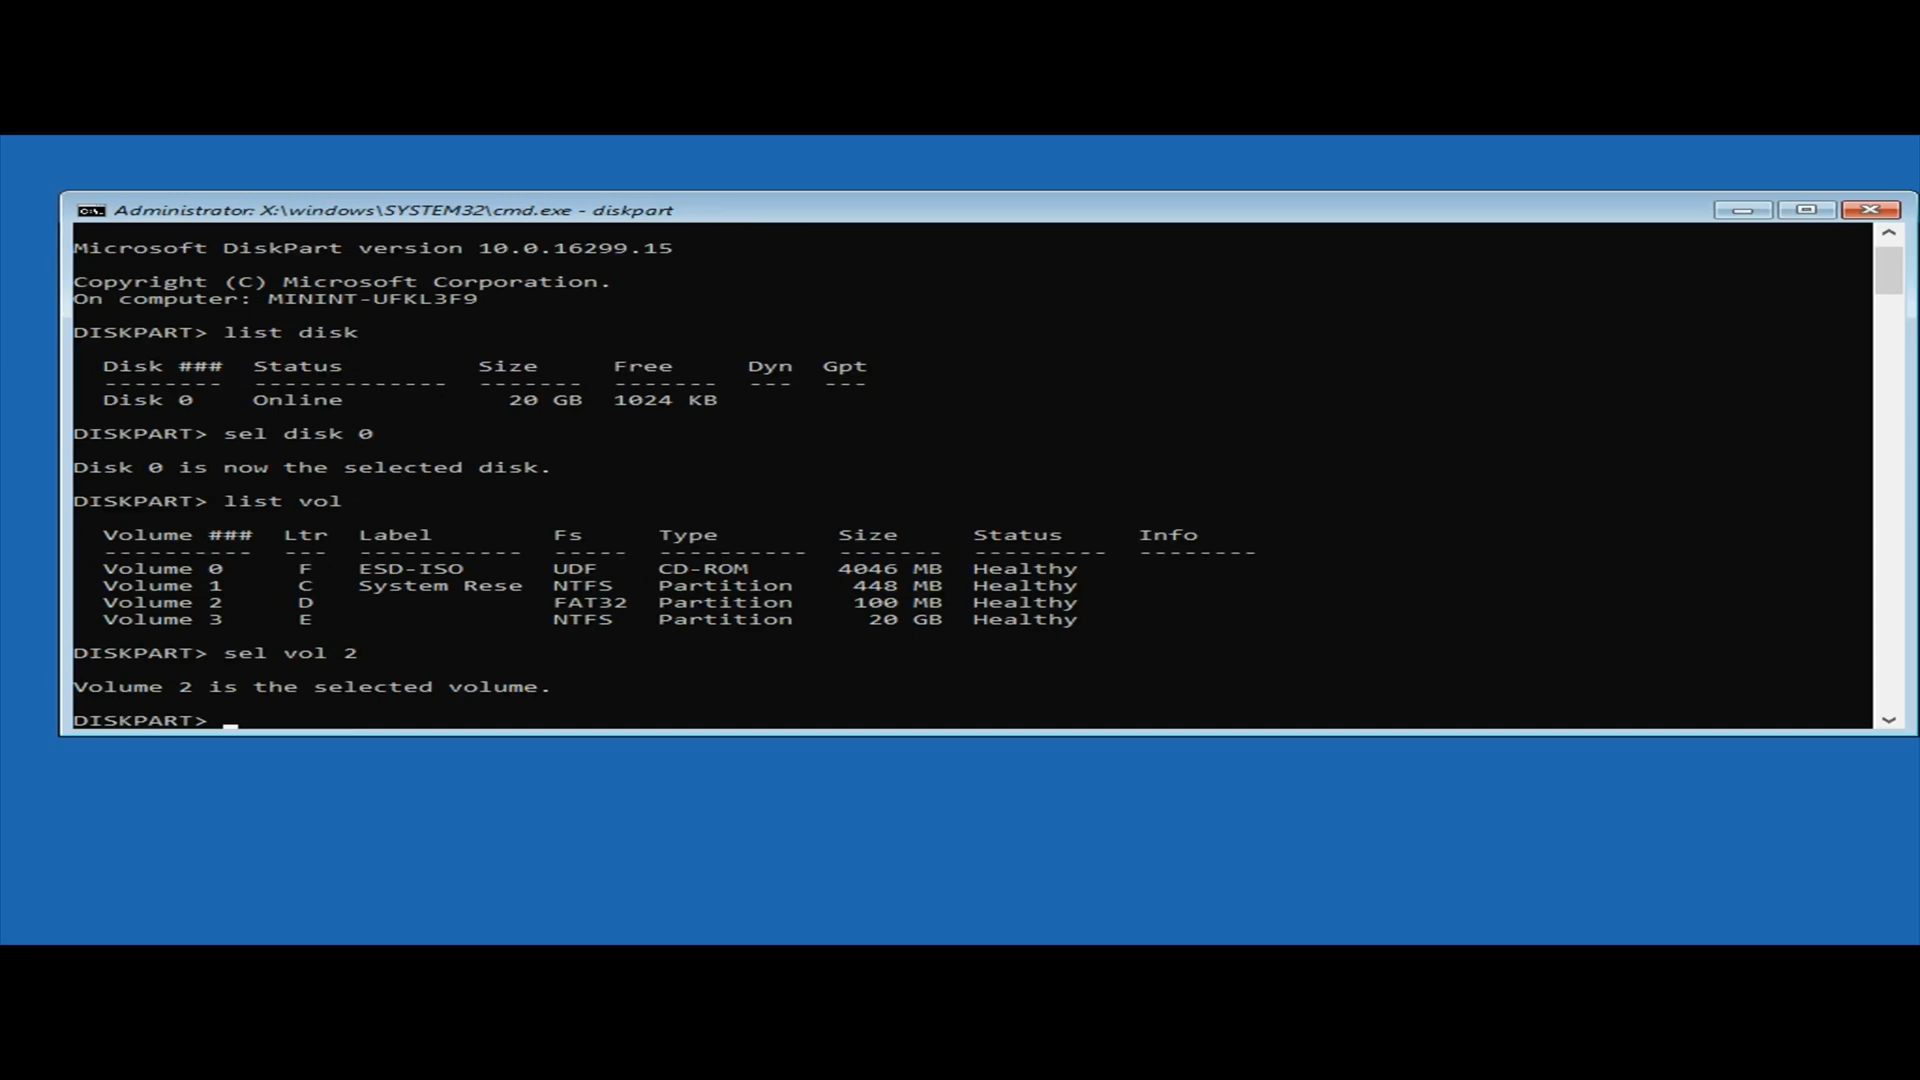 Administrator: X:\windows\SYSTEM32\cmd.exe - diskpart
Microsoft DiskPart version 10.0.16299.15
Copyright (C) Microsoft Corporation.
On computer: MININT-UFKL3F9
DISKPART> list disk
Disk ###  Status         Size     Free     Dyn  Gpt
--------  -------------  -------  -------  ---  ---
Disk 0    Online           20 GB  1024 KB
DISKPART> sel disk 0
Disk 0 is now the selected disk.
DISKPART> list vol
Volume ###  Ltr  Label        Fs     Type        Size     Status     Info
----------  ---  -----------  -----  ----------  -------  ---------  --------
Volume 0     F   ESD-ISO      UDF    CD-ROM      4046 MB  Healthy
Volume 1     C   System Rese  NTFS   Partition    448 MB  Healthy
Volume 2     D                FAT32  Partition    100 MB  Healthy
Volume 3     E                NTFS   Partition     20 GB  Healthy
DISKPART> sel vol 2
Volume 2 is the selected volume.
DISKPART> _